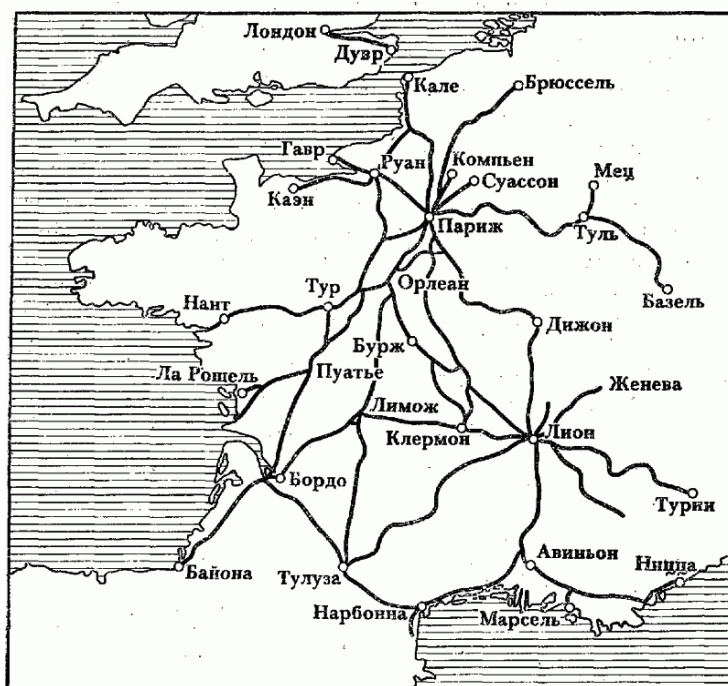 Лондон
Дувр
Кале
Брюссель
Гавр
Руан
Компьен
Мец
Суассон
Каэн
Париж
Туль
Тур
Орлеан
Базель
Нант
Дижон
Бурж
Ла Рошель
Пуатье
Женева
Лимож
Клермон
Лион
Бордо
Турин
Авиньон
Ницца
Байона
Тулуза
Нарбонна
Марсель